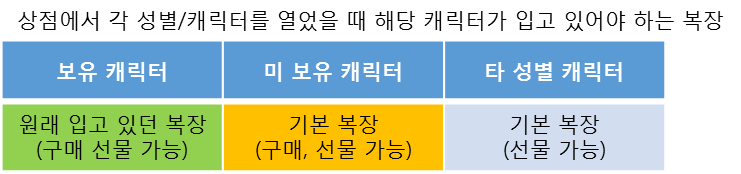 상점에서 각 성별/캐릭터를 열었을 때 해당 캐릭터가 입고 있어야 하는 복장
보유 캐릭터
미 보유 캐릭터
타 성별 캐릭터
원래 입고 있던 복장
(구매 선물 가능)
기본 복장
(구매, 선물 가능)
기본 복장
(선물 가능)